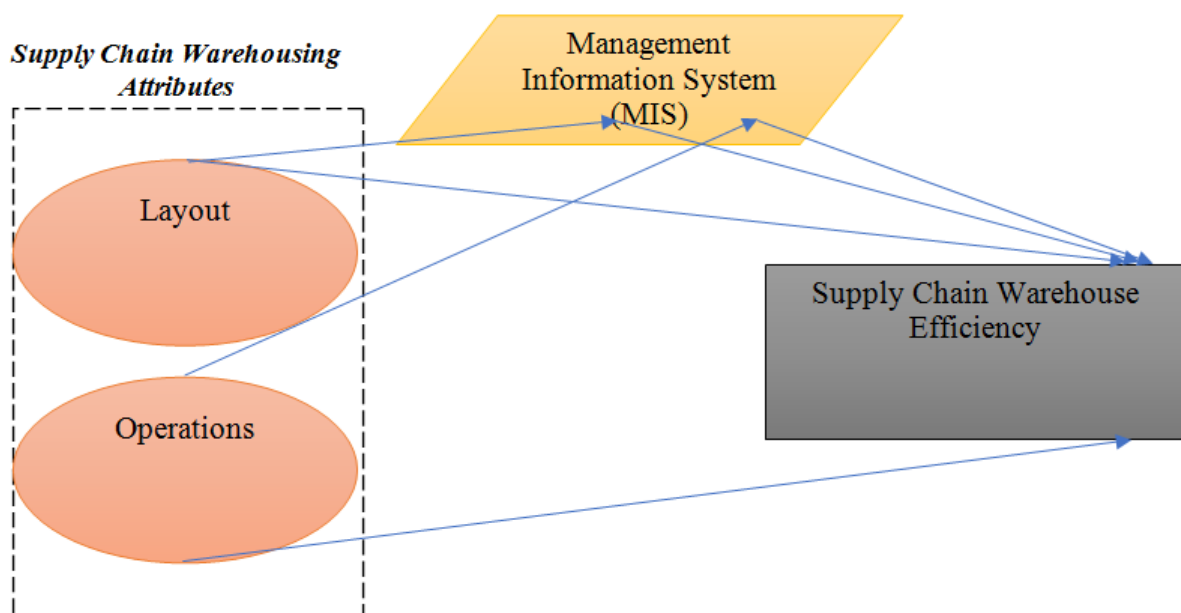 Supply Chain Warehousing
Attributes
Management
Information System
(MIS)
Layout
Supply Chain Warehouse
Efficiency
Operations